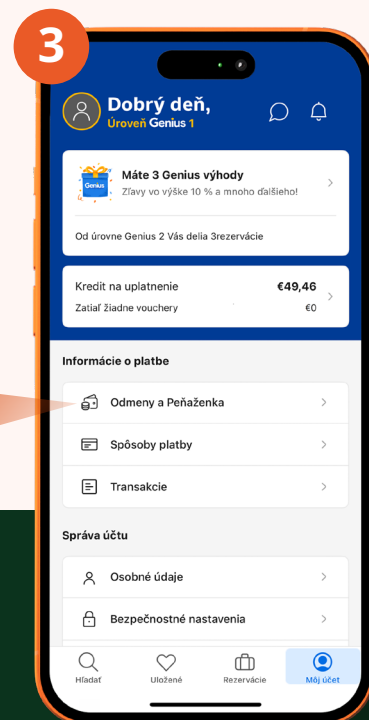 3
Dobrý deň,
Úroveň Genius 1
Genius
Máte 3 Genius výhody
Zľavy vo výške 10 % a mnoho ďalšieho!
Od úrovne Genius 2 Vás delia 3rezervácie
Kredit na uplatnenie €49,46
Zatiaľ žiadne vouchery €0
Informácie o platbe
Odmeny a Peňaženka
Spôsoby platby
Transakcie
Správa účtu
Osobné údaje
Bezpečnostné nastavenia
Hľadať Uložené Rezervácie Môj účet